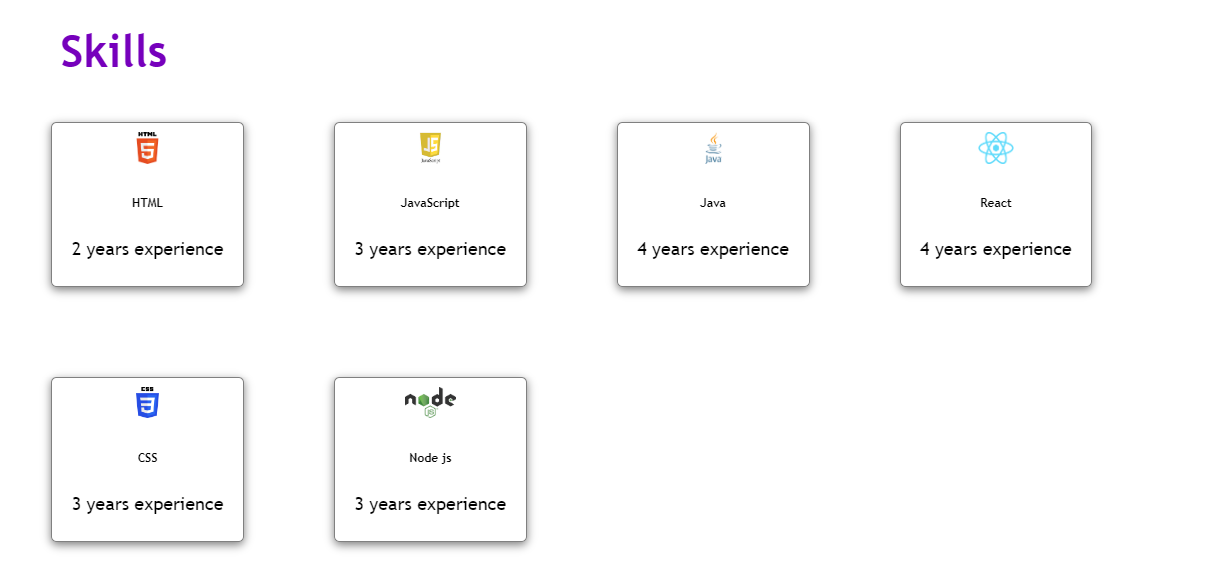 Skills
HTML
5
HTML
2 years experience
JS
JavaScript
JavaScript
3 years experience
Java
Java
4 years experience
React
4 years experience
CSS
3
CSS
3 years experience
node
JS
Node js
3 years experience